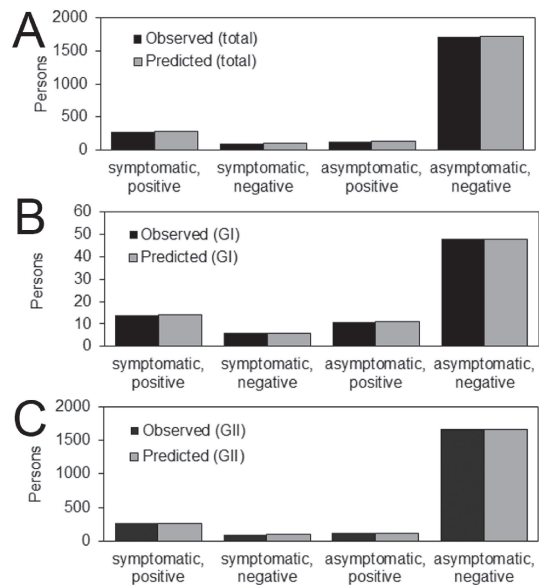 A
2000
1500
1000
500
0
Persons
Observed (total)
Predicted (total)
symptomatic, positive
symptomatic, negative
asymptomatic, positive
asymptomatic, negative
B
60
50
40
30
20
10
0
Persons
Observed (GI)
Predicted (GI)
symptomatic, positive
symptomatic, negative
asymptomatic, positive
asymptomatic, negative
C
2000
1500
1000
500
0
Persons
Observed (GII)
Predicted (GII)
symptomatic, positive
symptomatic, negative
asymptomatic, positive
asymptomatic, negative